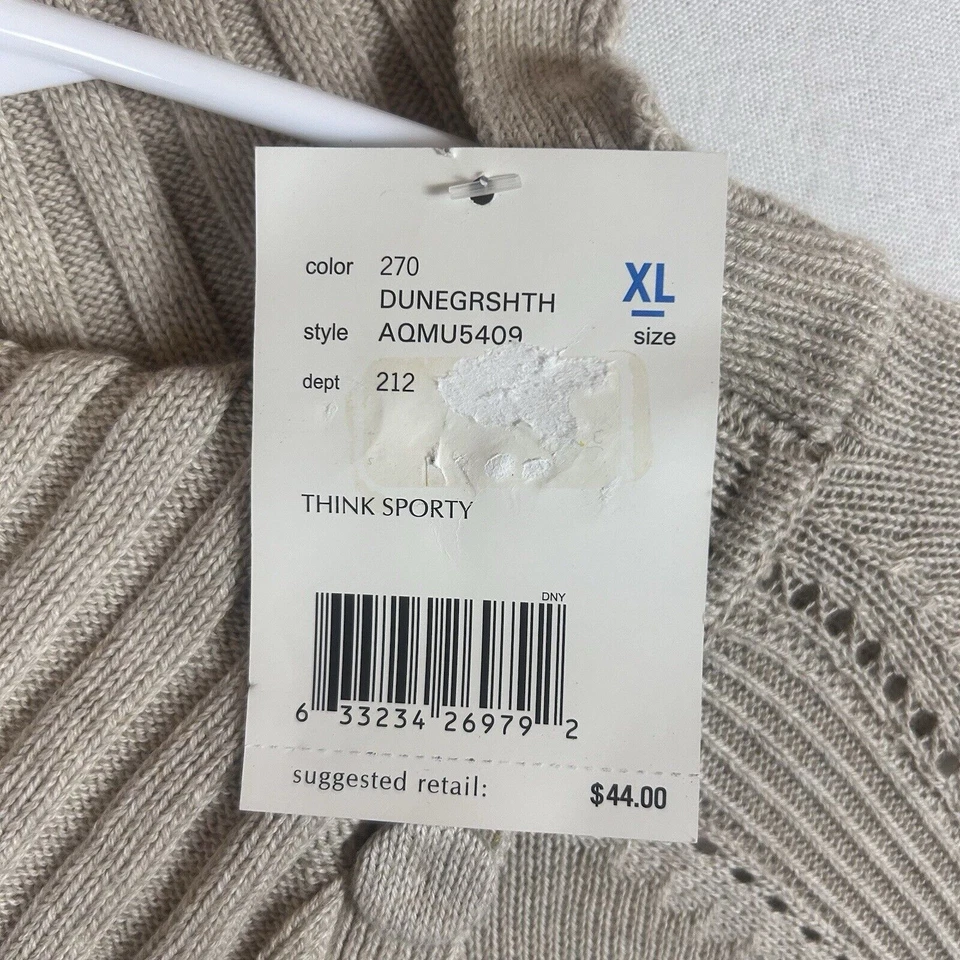 color 270 XL
DUNEGRSHTH
style AQMU5409 size
dept 212
THINK SPORTY
DNY
6 33234 26979 2
suggested retail: $44.00